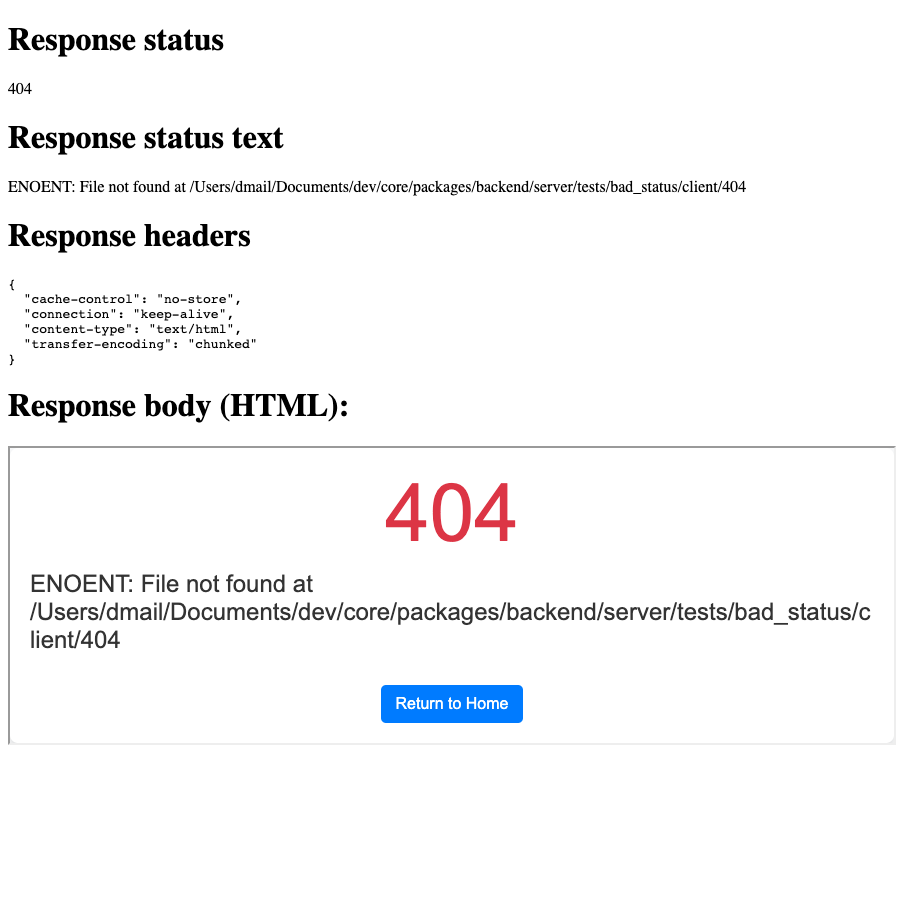 Response status
404
Response status text
ENOENT: File not found at /Users/dmail/Documents/dev/core/packages/backend/server/tests/bad_status/client/404
Response headers
{
  "cache-control": "no-store",
  "connection": "keep-alive",
  "content-type": "text/html",
  "transfer-encoding": "chunked"
}
Response body (HTML):
404
ENOENT: File not found at
/Users/dmail/Documents/dev/core/packages/backend/server/tests/bad_status/c
lient/404
Return to Home